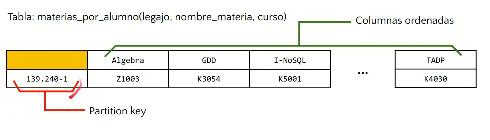 Tabla: materias_por_alumno(legajo, nombre_materia, curso)
Columnas ordenadas
Algebra GDD I-NoSQL TADP
...
139.240-1 Z1003 K3054 K5001 K4030
Partition key